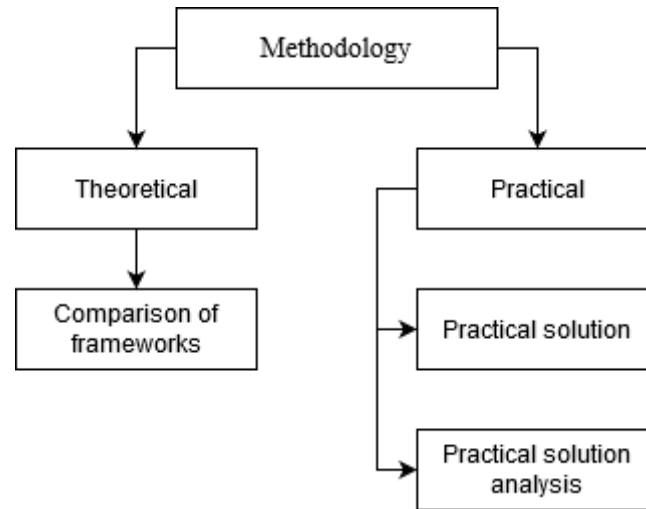 Methodology
Theoretical
Practical
Comparison of
frameworks
Practical solution
Practical solution
analysis